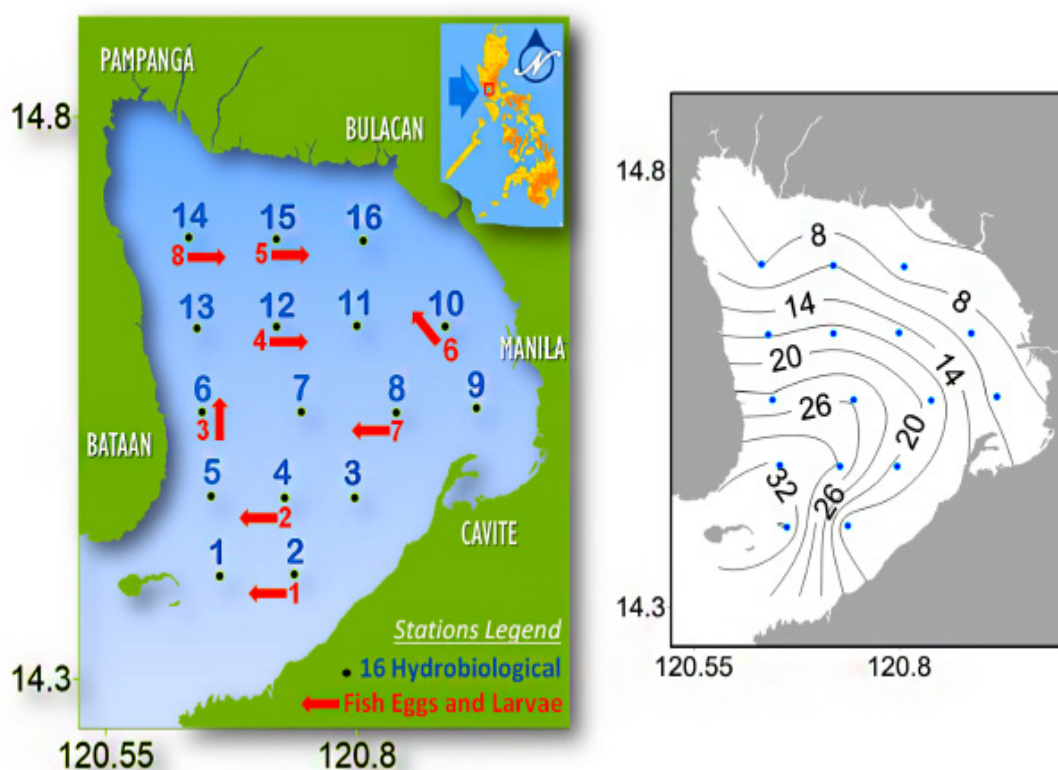 PAMPANGA
14.8
BULACAN
N
14 15 16
8 5
13 12 11 10
4 6
MANILA
6 7 8 9
3 7
BATAAN
5 4 3
2
CAVITE
1 2
1
Stations Legend
16 Hydrobiological
Fish Eggs and Larvae
14.3
120.55 120.8
14.8
8
8
14
14
20
20
26
32
26
14.3
120.55 120.8